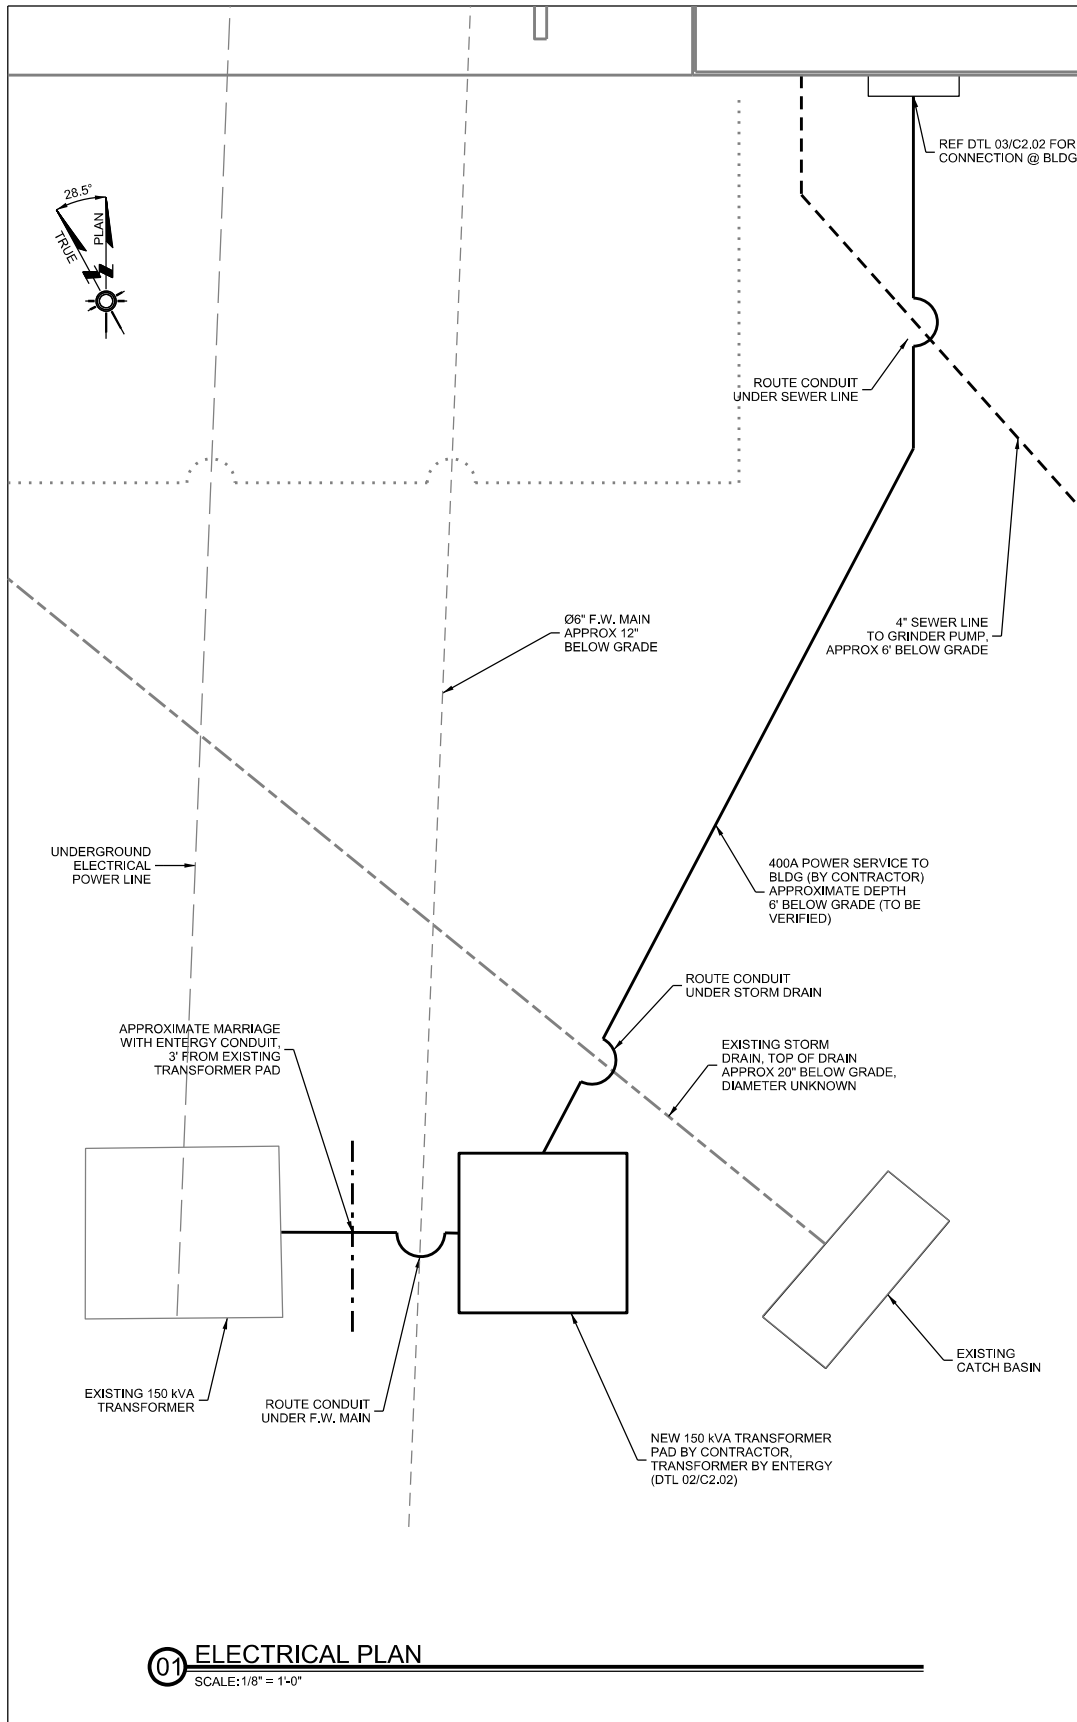 REF DTL 03/C2.02 FOR
CONNECTION @ BLDG
28.5°
TRUE
PLAN
ROUTE CONDUIT
UNDER SEWER LINE
Ø6" F.W. MAIN
APPROX 12"
BELOW GRADE
4" SEWER LINE
TO GRINDER PUMP,
APPROX 6' BELOW GRADE
UNDERGROUND
ELECTRICAL
POWER LINE
400A POWER SERVICE TO
BLDG (BY CONTRACTOR)
APPROXIMATE DEPTH
6' BELOW GRADE (TO BE
VERIFIED)
ROUTE CONDUIT
UNDER STORM DRAIN
APPROXIMATE MARRIAGE
WITH ENTERGY CONDUIT,
3' FROM EXISTING
TRANSFORMER PAD
EXISTING STORM
DRAIN, TOP OF DRAIN
APPROX 20" BELOW GRADE,
DIAMETER UNKNOWN
EXISTING
CATCH BASIN
EXISTING 150 kVA
TRANSFORMER
ROUTE CONDUIT
UNDER F.W. MAIN
NEW 150 kVA TRANSFORMER
PAD BY CONTRACTOR,
TRANSFORMER BY ENTERGY
(DTL 02/C2.02)
01 ELECTRICAL PLAN
SCALE: 1/8" = 1'-0"